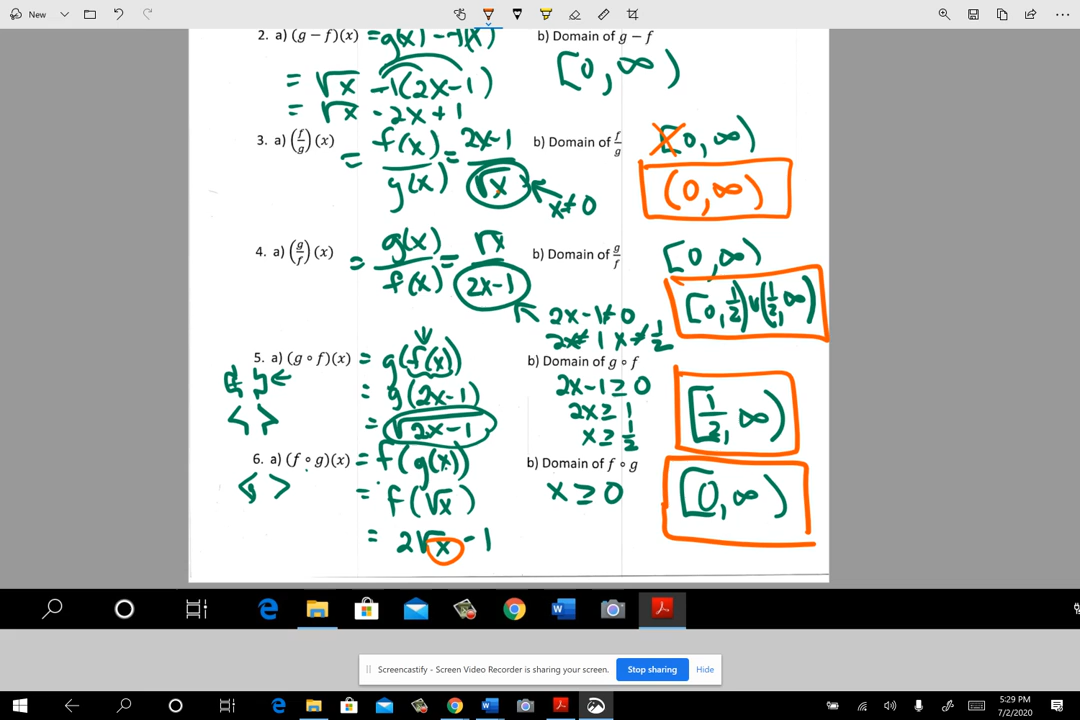 New
2. a) (g − f)(x) = g(x) − f(x) b) Domain of g − f
= √x −1(2x−1) [0, ∞)
= √x − 2x + 1
3. a) (f/g)(x) = f(x)/g(x) = 2x−1/√x b) Domain of f/g [0, ∞)
x≠0 (0, ∞)
4. a) (g/f)(x) = g(x)/f(x) = √x/2x−1 b) Domain of g/f [0, ∞)
2x−1≠0 [0, 1/2) ∪ (1/2, ∞)
2x≠1 x≠1/2
5. a) (g ∘ f)(x) = g(f(x)) b) Domain of g ∘ f
= g(2x−1) 2x−1 ≥ 0 [1/2, ∞)
= √2x−1 2x ≥ 1
x ≥ 1/2
6. a) (f ∘ g)(x) = f(g(x)) b) Domain of f ∘ g
= f(√x) x ≥ 0 [0, ∞)
= 2√x − 1
Screencastify - Screen Video Recorder is sharing your screen. Stop sharing Hide
5:29 PM
7/2/2020